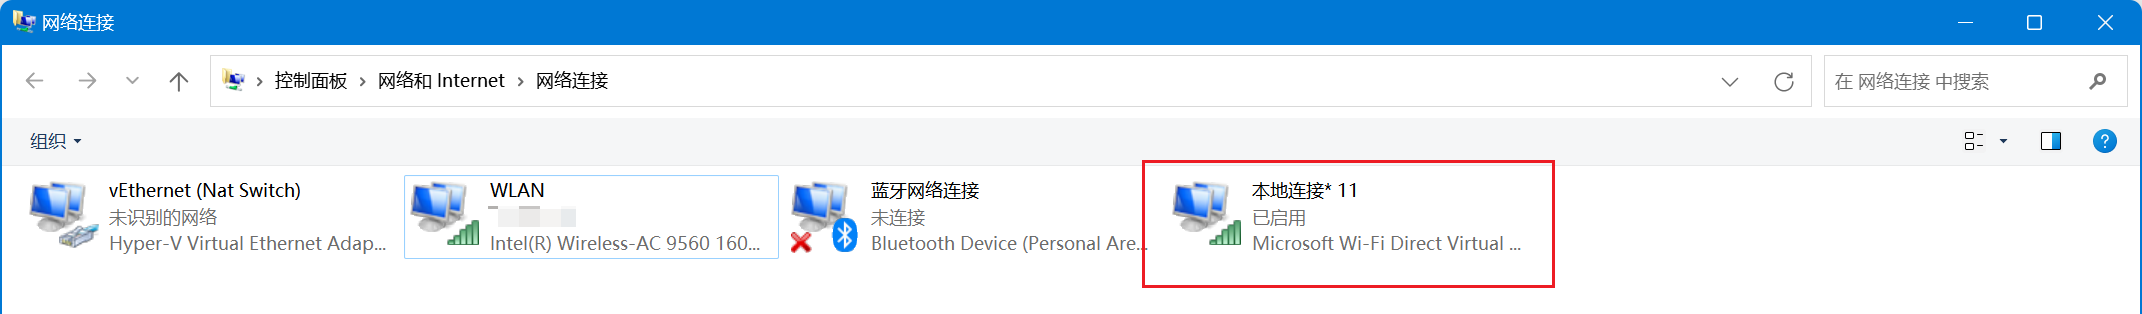 网络连接
控制面板 网络和 Internet 网络连接
在 网络连接 中搜索
组织
vEthernet (Nat Switch)
未识别的网络
Hyper-V Virtual Ethernet Adap...
WLAN
Intel(R) Wireless-AC 9560 160...
蓝牙网络连接
未连接
Bluetooth Device (Personal Are...
本地连接* 11
已启用
Microsoft Wi-Fi Direct Virtual ...